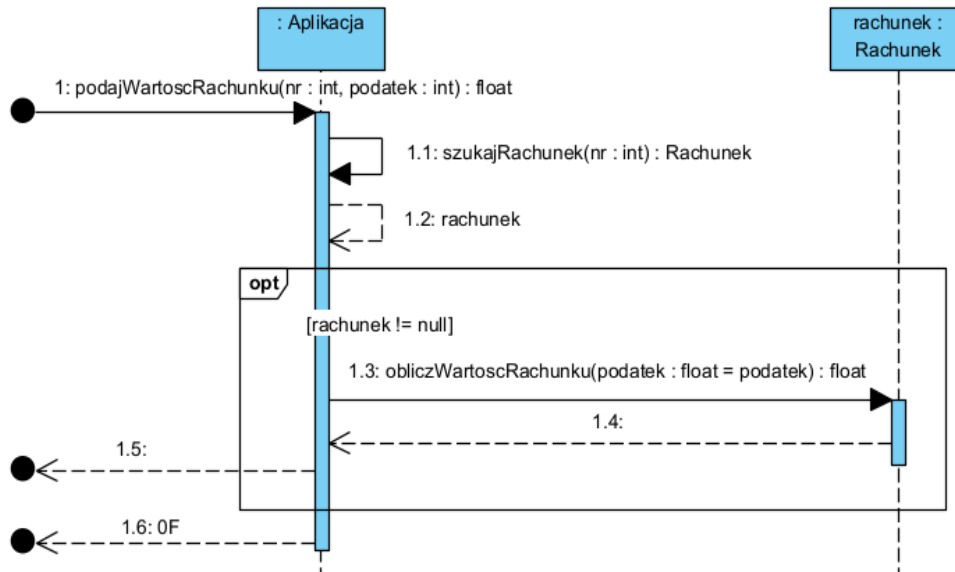 : Aplikacja
rachunek :
Rachunek
1: podajWartoscRachunku(nr : int, podatek : int) : float
1.1: szukajRachunek(nr : int) : Rachunek
1.2: rachunek
opt
[rachunek != null]
1.3: obliczWartoscRachunku(podatek : float = podatek) : float
1.4:
1.5:
1.6: 0F